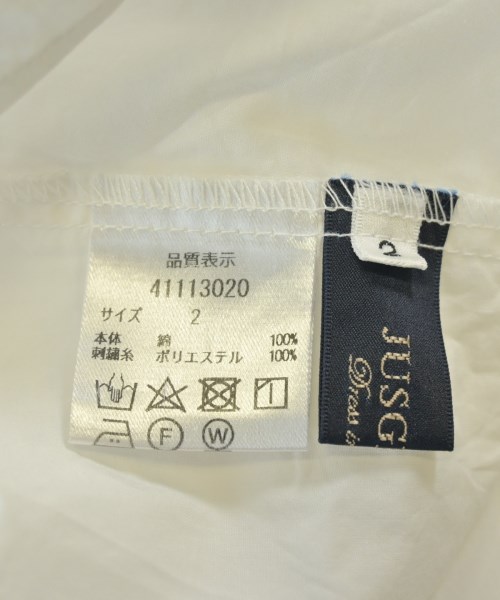 品質表示
41113020
サイズ 2
本体 綿 100%
刺繍糸 ポリエステル 100%
F W
2
JUSG
Dress is